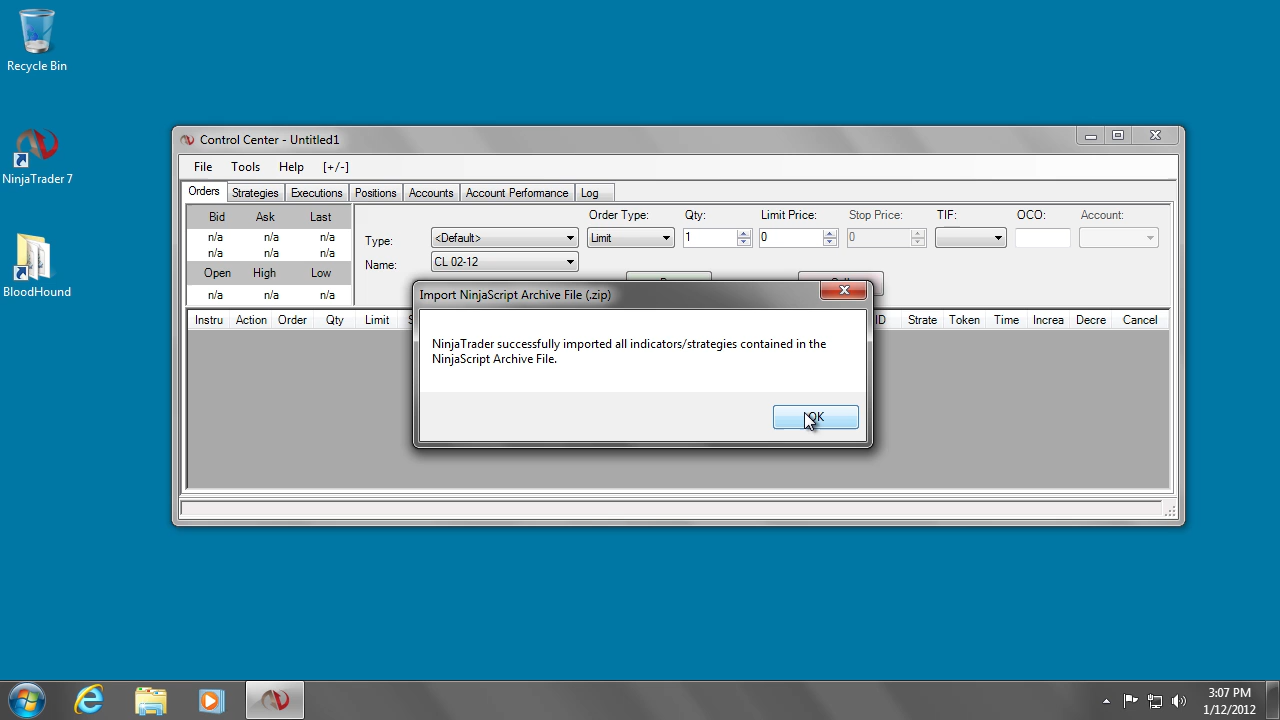 Recycle Bin
NinjaTrader 7
BloodHound
Control Center - Untitled1
File Tools Help [+/-]
Orders Strategies Executions Positions Accounts Account Performance Log
Bid Ask Last
n/a n/a n/a
n/a n/a n/a
Open High Low
n/a n/a n/a
Order Type: Qty: Limit Price: Stop Price: TIF: OCO: Account:
Type: <Default> Limit 1 0 0
Name: CL 02-12
Instru Action Order Qty Limit Strate Token Time Increa Decre Cancel
Import NinjaScript Archive File (.zip)
NinjaTrader successfully imported all indicators/strategies contained in the
NinjaScript Archive File.
OK
3:07 PM
1/12/2012